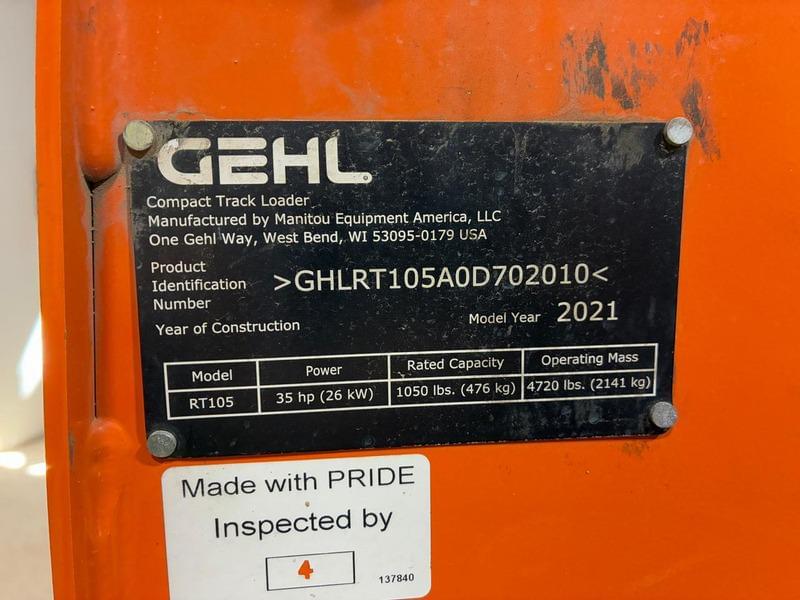 GEHL
Compact Track Loader
Manufactured by Manitou Equipment America, LLC
One Gehl Way, West Bend, WI 53095-0179 USA
Product
Identification
Number
>GHLRT105A0D702010<
Year of Construction
Model Year 2021
Model Power Rated Capacity Operating Mass
RT105 35 hp (26 kW) 1050 lbs. (476 kg) 4720 lbs. (2141 kg)
Made with PRIDE
Inspected by
4
137840